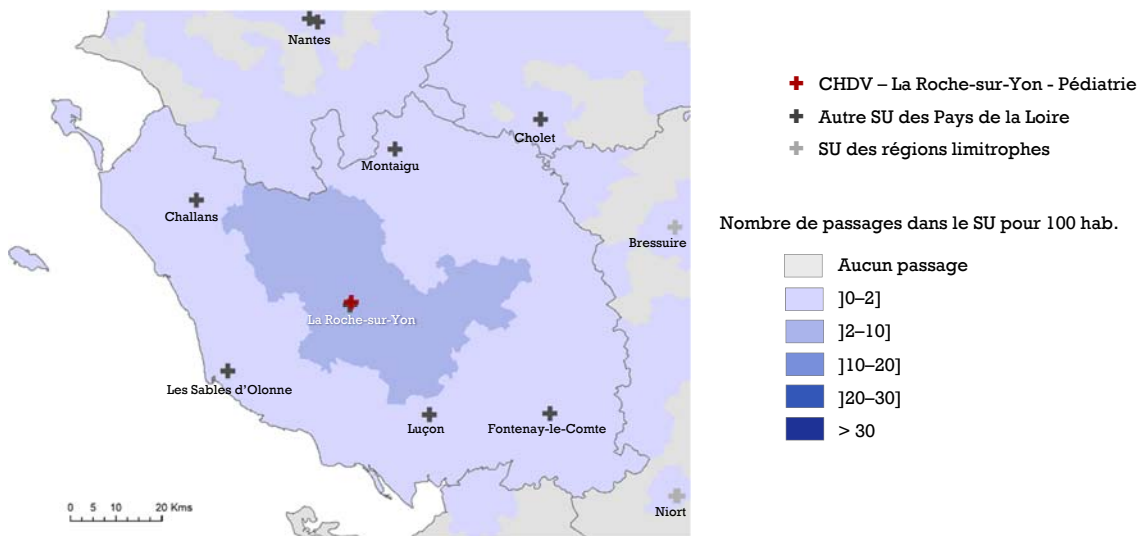 Nantes
Cholet
Montaigu
Challans
Bressuire
La Roche-sur-Yon
Les Sables d'Olonne
Luçon
Fontenay-le-Comte
Niort
0 5 10 20 Kms
CHDV – La Roche-sur-Yon - Pédiatrie
Autre SU des Pays de la Loire
SU des régions limitrophes
Nombre de passages dans le SU pour 100 hab.
Aucun passage
]0–2]
]2–10]
]10–20]
]20–30]
> 30